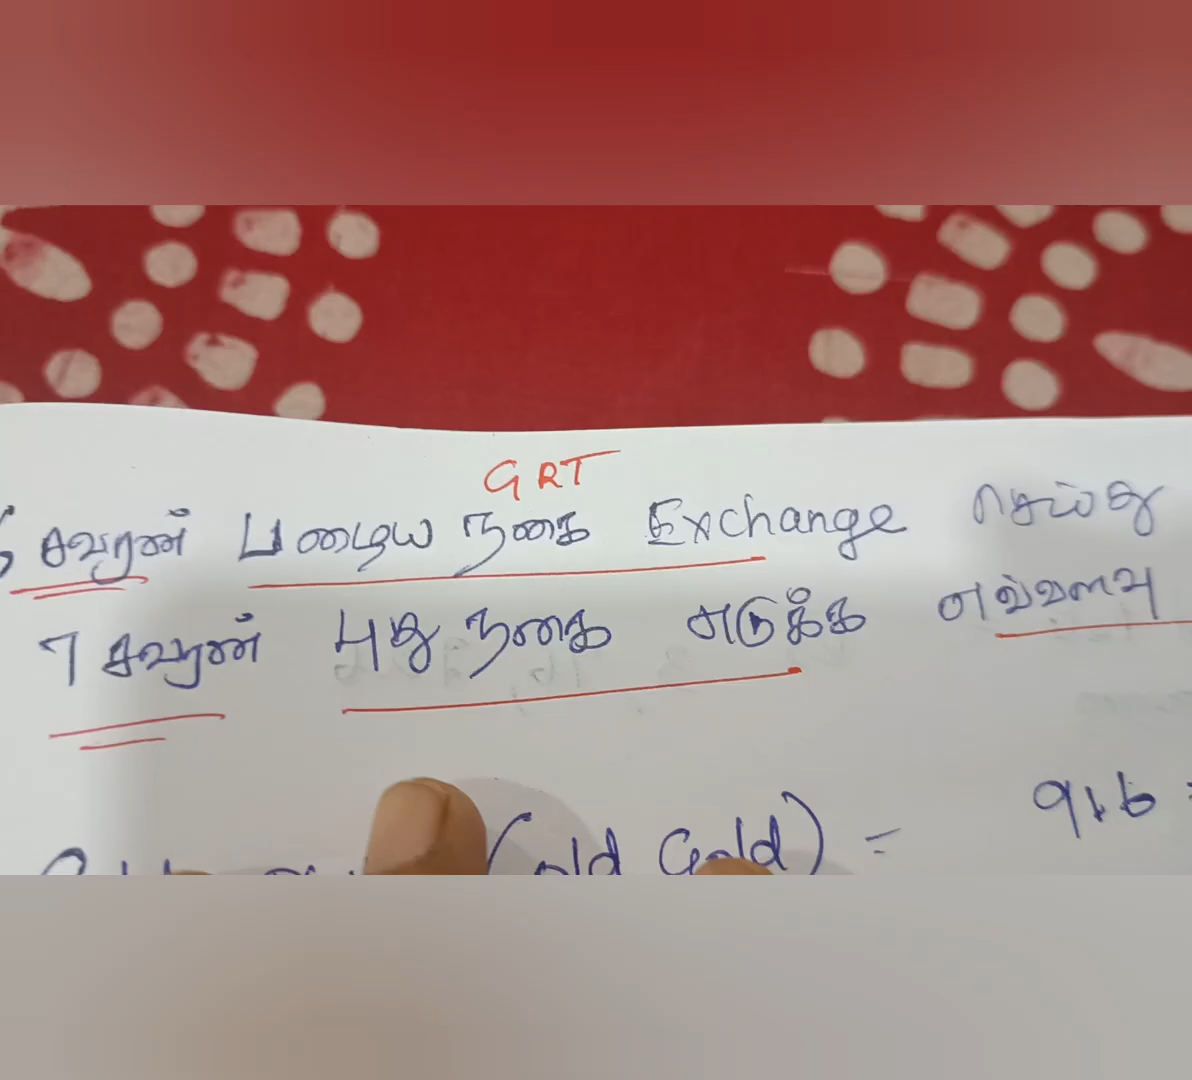 GRT
சவரன் பழைய நகை Exchange செய்து
7 சவரன் புது நகை எடுக்க எவ்வளவு
(old Gold) = 916